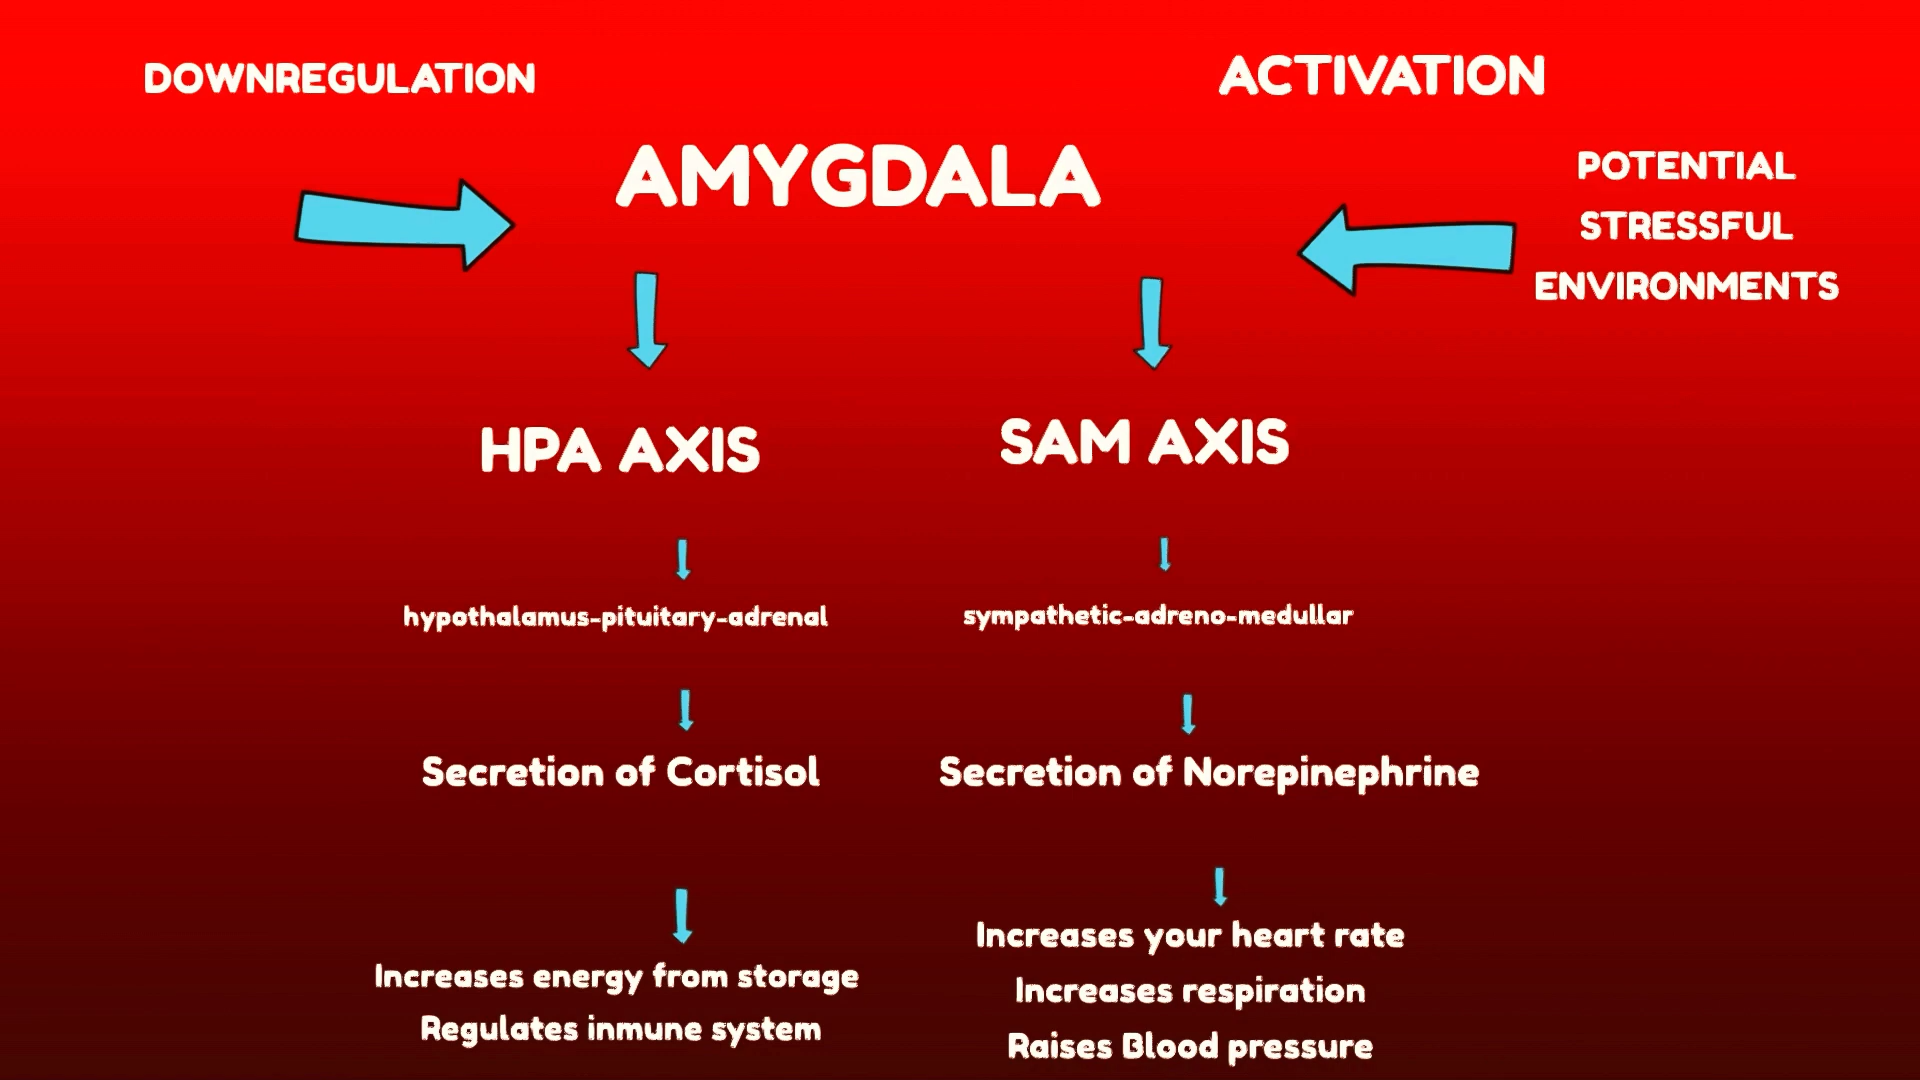 DOWNREGULATION
ACTIVATION
AMYGDALA
POTENTIAL
STRESSFUL
ENVIRONMENTS
HPA AXIS
SAM AXIS
hypothalamus-pituitary-adrenal
sympathetic-adreno-medullar
Secretion of Cortisol
Secretion of Norepinephrine
Increases energy from storage
Regulates inmune system
Increases your heart rate
Increases respiration
Raises Blood pressure